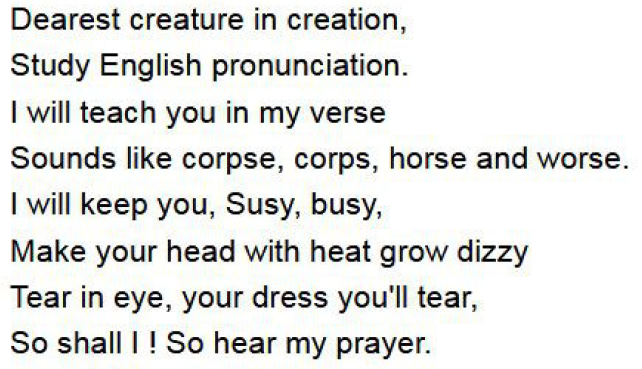 Dearest creature in creation,
Study English pronunciation.
I will teach you in my verse
Sounds like corpse, corps, horse and worse.
I will keep you, Susy, busy,
Make your head with heat grow dizzy
Tear in eye, your dress you'll tear,
So shall I ! So hear my prayer.